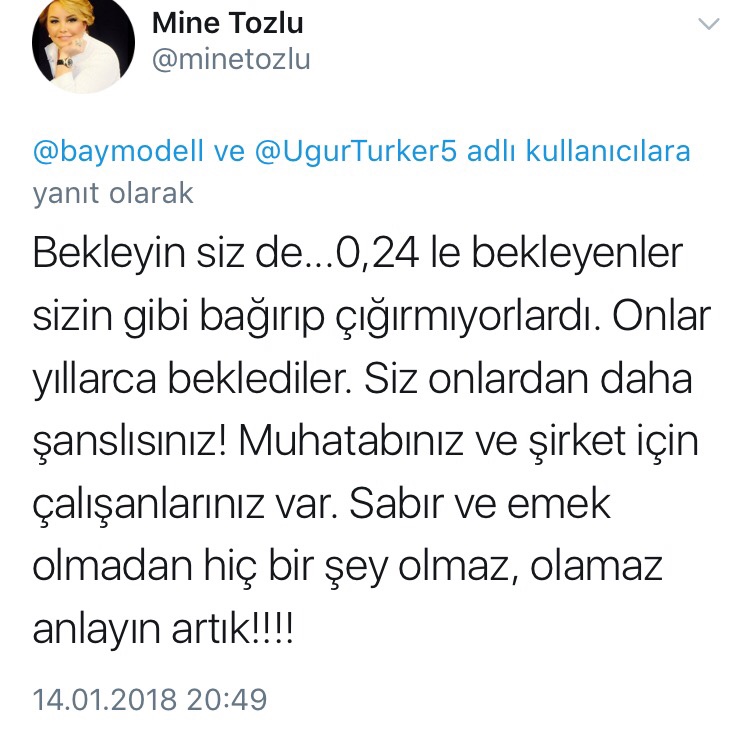 Mine Tozlu
@minetozlu
@baymodell ve @UgurTurker5 adlı kullanıcılara
yanıt olarak
Bekleyin siz de...0,24 le bekleyenler
sizin gibi bağırıp çığırmıyorlardı. Onlar
yıllarca beklediler. Siz onlardan daha
şanslısınız! Muhatabınız ve şirket için
çalışanlarınız var. Sabır ve emek
olmadan hiç bir şey olmaz, olamaz
anlayın artık!!!!
14.01.2018 20:49